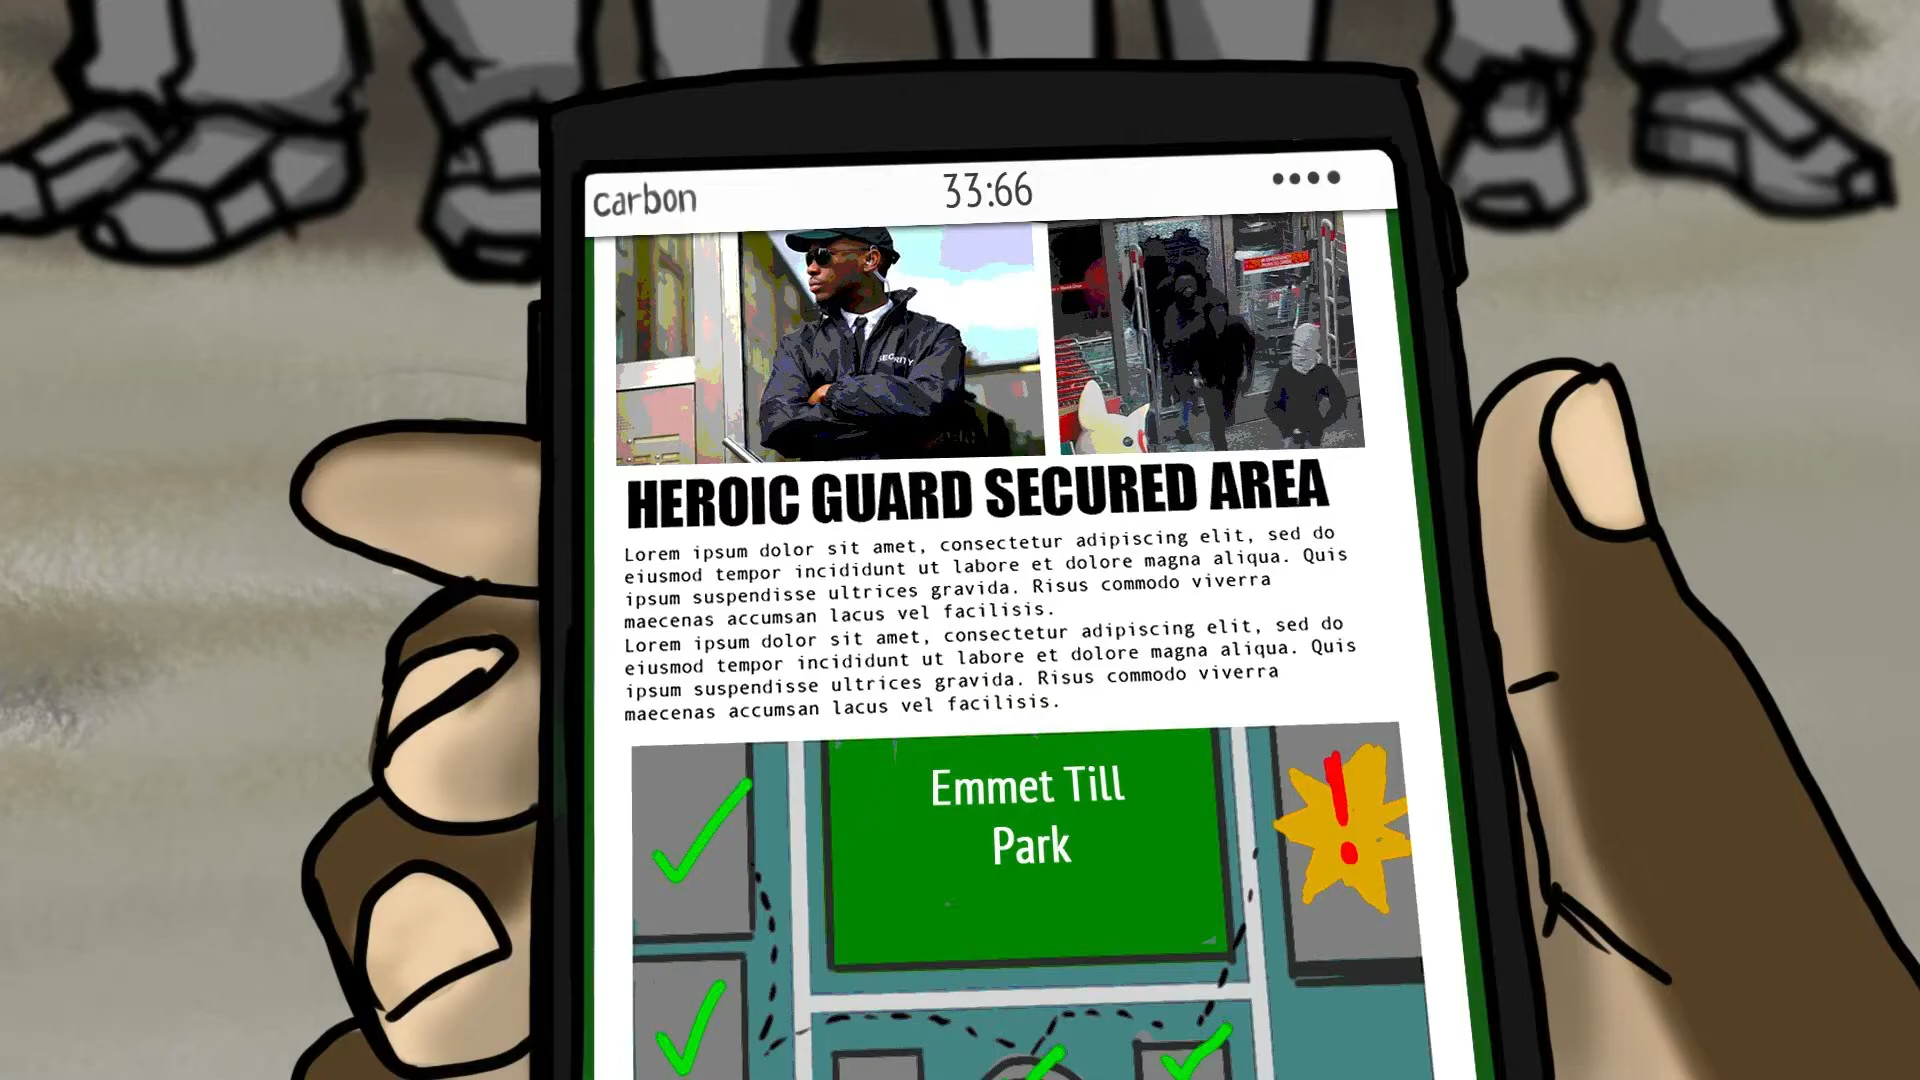 carbon
33:66
SECURITY
HEROIC GUARD SECURED AREA
Lorem ipsum dolor sit amet, consectetur adipiscing elit, sed do
eiusmod tempor incididunt ut labore et dolore magna aliqua. Quis
ipsum suspendisse ultrices gravida. Risus commodo viverra
maecenas accumsan lacus vel facilisis.
Lorem ipsum dolor sit amet, consectetur adipiscing elit, sed do
eiusmod tempor incididunt ut labore et dolore magna aliqua. Quis
ipsum suspendisse ultrices gravida. Risus commodo viverra
maecenas accumsan lacus vel facilisis.
Emmet Till
Park
!